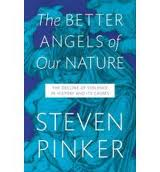 The BETTER
ANGELS of
OUR NATURE
THE DECLINE OF VIOLENCE
IN HISTORY AND ITS CAUSES
STEVEN
PINKER